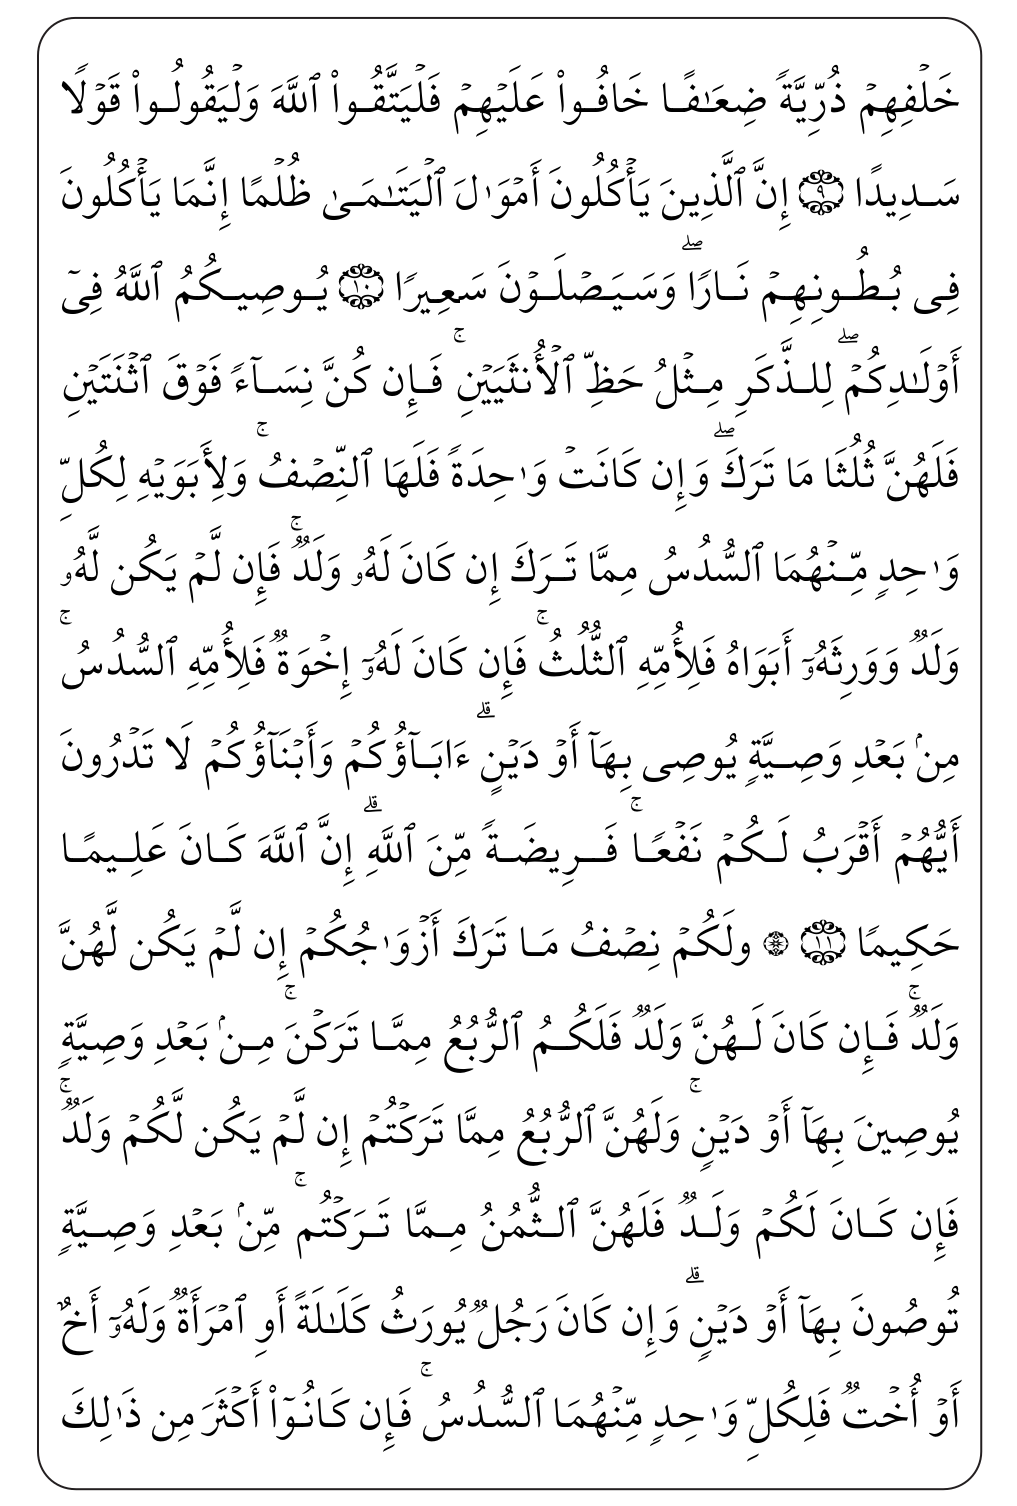 خَلۡفِهِمۡ ذُرِّيَّةٗ ضِعَٰفًا خَافُواْ عَلَيۡهِمۡ فَلۡيَتَّقُواْ ٱللَّهَ وَلۡيَقُولُواْ قَوۡلٗا
سَدِيدًا ٩ إِنَّ ٱلَّذِينَ يَأۡكُلُونَ أَمۡوَٰلَ ٱلۡيَتَٰمَىٰ ظُلۡمًا إِنَّمَا يَأۡكُلُونَ
فِي بُطُونِهِمۡ نَارٗاۖ وَسَيَصۡلَوۡنَ سَعِيرٗا ١٠ يُوصِيكُمُ ٱللَّهُ فِيٓ
أَوۡلَٰدِكُمۡۖ لِلذَّكَرِ مِثۡلُ حَظِّ ٱلۡأُنثَيَيۡنِۚ فَإِن كُنَّ نِسَآءٗ فَوۡقَ ٱثۡنَتَيۡنِ
فَلَهُنَّ ثُلُثَا مَا تَرَكَۖ وَإِن كَانَتۡ وَٰحِدَةٗ فَلَهَا ٱلنِّصۡفُۚ وَلِأَبَوَيۡهِ لِكُلِّ
وَٰحِدٖ مِّنۡهُمَا ٱلسُّدُسُ مِمَّا تَرَكَ إِن كَانَ لَهُۥ وَلَدٞۚ فَإِن لَّمۡ يَكُن لَّهُۥ
وَلَدٞ وَوَرِثَهُۥٓ أَبَوَاهُ فَلِأُمِّهِ ٱلثُّلُثُۚ فَإِن كَانَ لَهُۥٓ إِخۡوَةٞ فَلِأُمِّهِ ٱلسُّدُسُۚ
مِنۢ بَعۡدِ وَصِيَّةٖ يُوصِي بِهَآ أَوۡ دَيۡنٍۗ ءَابَآؤُكُمۡ وَأَبۡنَآؤُكُمۡ لَا تَدۡرُونَ
أَيُّهُمۡ أَقۡرَبُ لَكُمۡ نَفۡعٗاۚ فَرِيضَةٗ مِّنَ ٱللَّهِۗ إِنَّ ٱللَّهَ كَانَ عَلِيمًا
حَكِيمٗا ١١ ۞ وَلَكُمۡ نِصۡفُ مَا تَرَكَ أَزۡوَٰجُكُمۡ إِن لَّمۡ يَكُن لَّهُنَّ
وَلَدٞۚ فَإِن كَانَ لَهُنَّ وَلَدٞ فَلَكُمُ ٱلرُّبُعُ مِمَّا تَرَكۡنَۚ مِنۢ بَعۡدِ وَصِيَّةٖ
يُوصِينَ بِهَآ أَوۡ دَيۡنٖۚ وَلَهُنَّ ٱلرُّبُعُ مِمَّا تَرَكۡتُمۡ إِن لَّمۡ يَكُن لَّكُمۡ وَلَدٞۚ
فَإِن كَانَ لَكُمۡ وَلَدٞ فَلَهُنَّ ٱلثُّمُنُ مِمَّا تَرَكۡتُمۚ مِّنۢ بَعۡدِ وَصِيَّةٖ
تُوصُونَ بِهَآ أَوۡ دَيۡنٖۗ وَإِن كَانَ رَجُلٞ يُورَثُ كَلَٰلَةً أَوِ ٱمۡرَأَةٞ وَلَهُۥٓ أَخٌ
أَوۡ أُخۡتٞ فَلِكُلِّ وَٰحِدٖ مِّنۡهُمَا ٱلسُّدُسُۚ فَإِن كَانُوٓاْ أَكۡثَرَ مِن ذَٰلِكَ